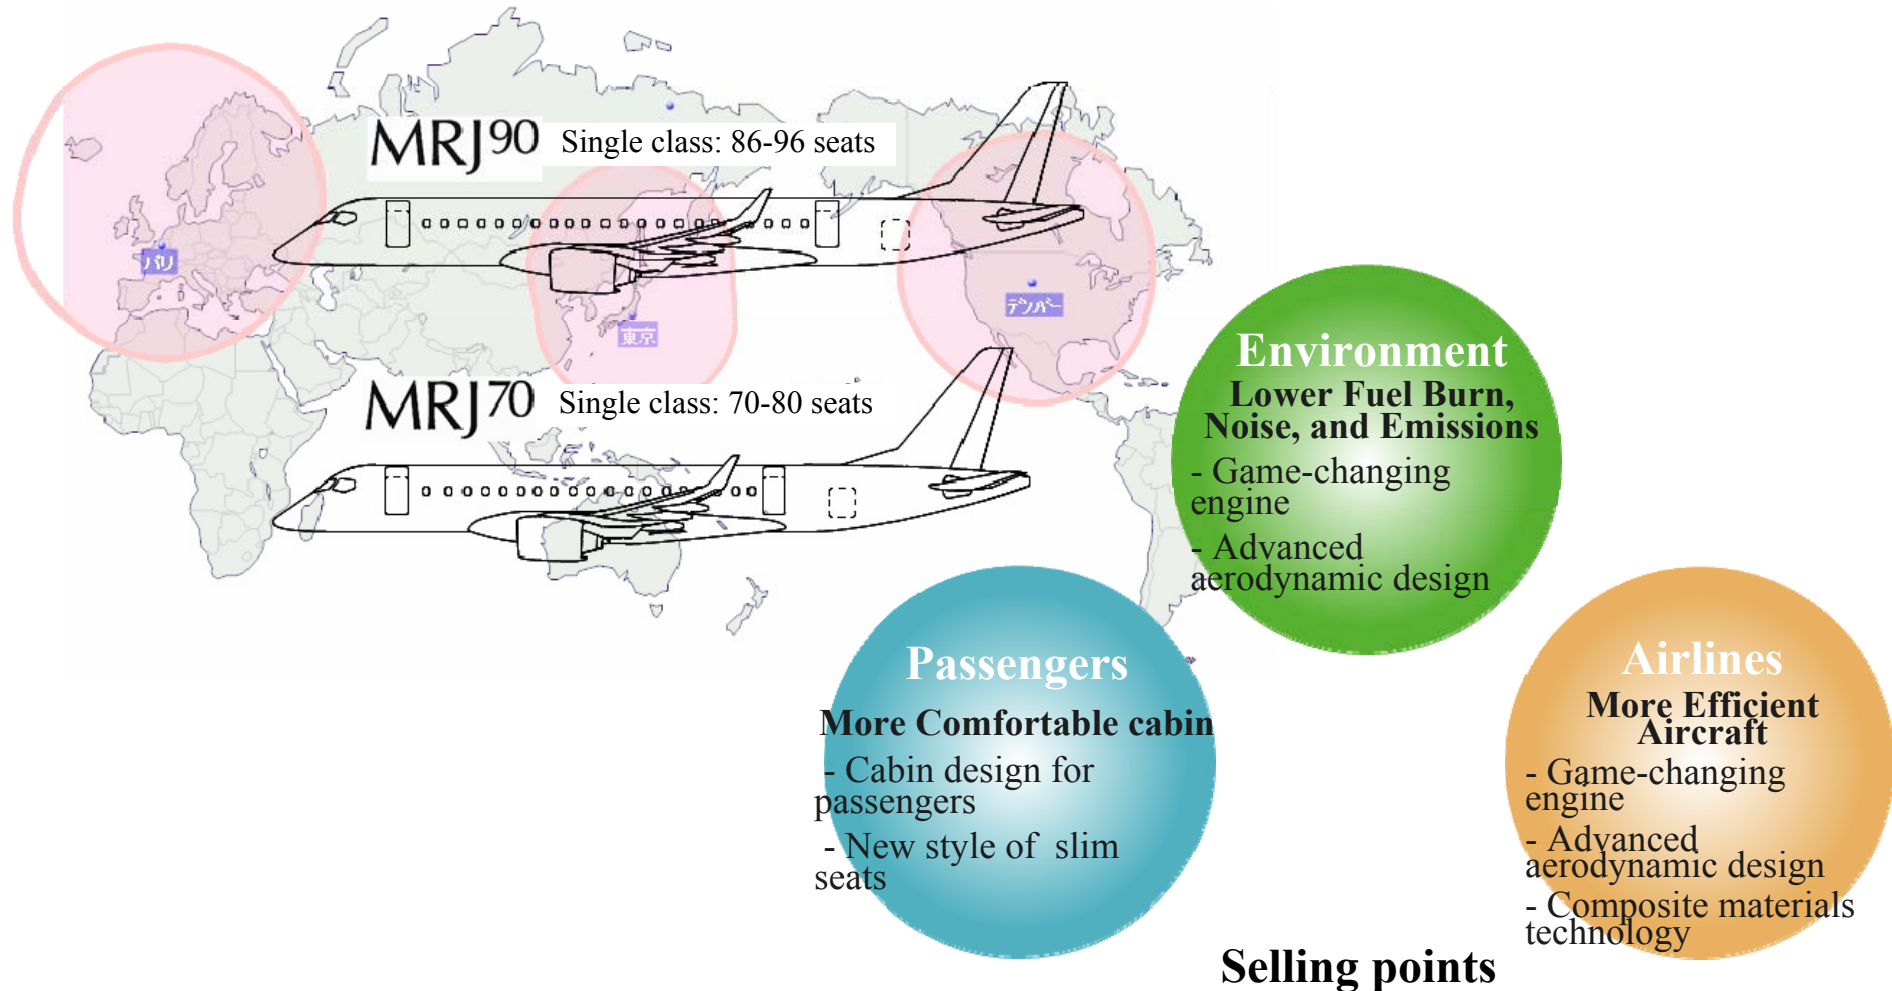 MRJ90 Single class: 86-96 seats
パリ
デンバー
東京
MRJ70 Single class: 70-80 seats
Environment
Lower Fuel Burn,
Noise, and Emissions
- Game-changing
engine
- Advanced
aerodynamic design
Passengers
More Comfortable cabin
- Cabin design for
passengers
- New style of slim
seats
Airlines
More Efficient
Aircraft
- Game-changing
engine
- Advanced
aerodynamic design
- Composite materials
technology
Selling points